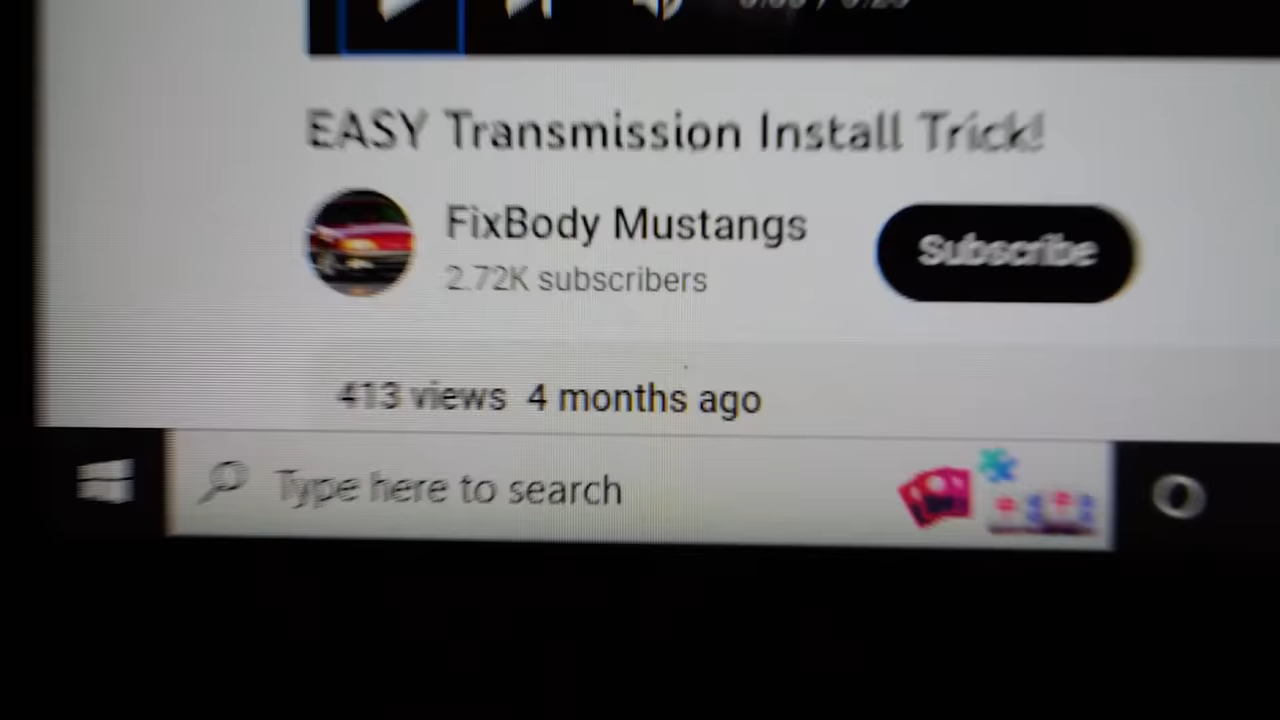 EASY Transmission Install Trick!
FixBody Mustangs
2.72K subscribers
Subscribe
413 views 4 months ago
Type here to search